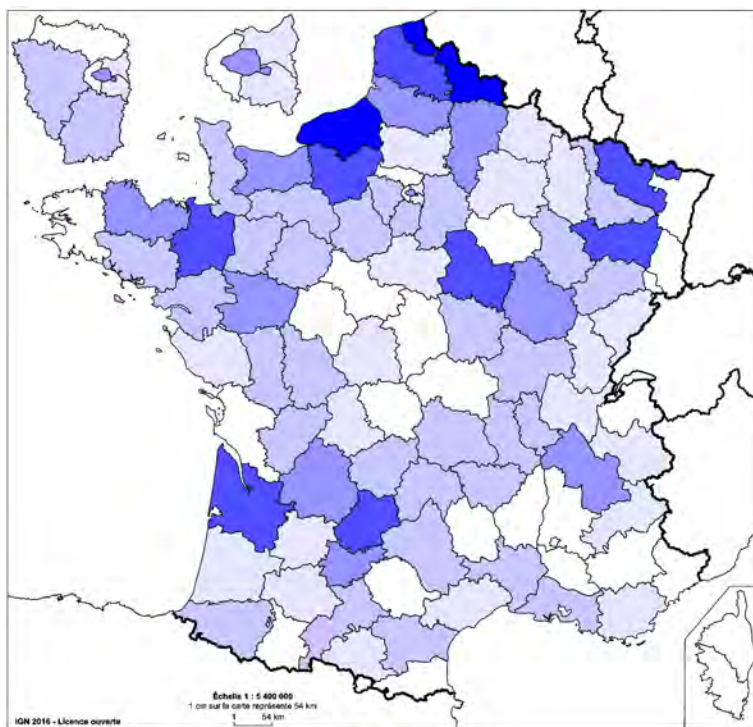 Échelle 1 : 5 400 000
1 cm sur la carte représente 54 km
1 54 km
IGN 2016 - Licence ouverte